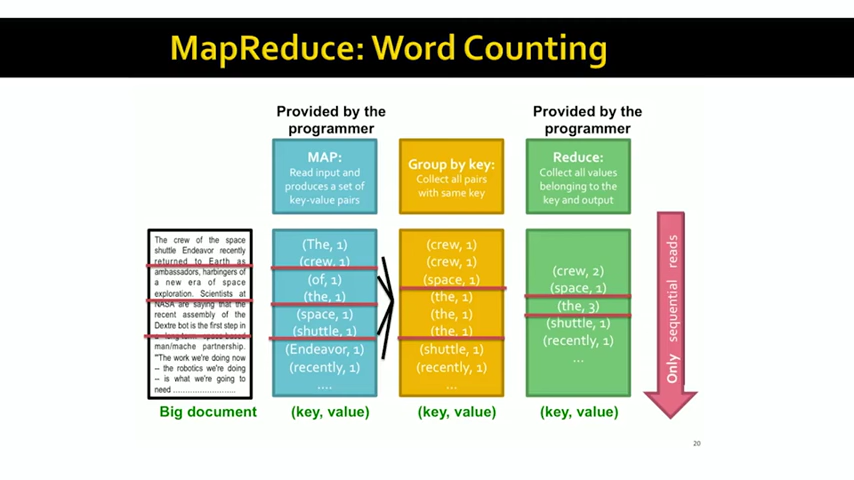 MapReduce: Word Counting
Provided by the
programmer
Provided by the
programmer
MAP:
Read input and
produces a set of
key-value pairs
Group by key:
Collect all pairs
with same key
Reduce:
Collect all values
belonging to the
key and output
The crew of the space
shuttle Endeavor recently
returned to Earth as
ambassadors, harbingers of
a new era of space
exploration. Scientists at
NASA are saying that the
recent assembly of the
Dextre bot is the first step in
a long-term space-based
man/mache partnership.
"The work we're doing now
-- the robotics we're doing
-- is what we're going to
need ..........................
Big document
(The, 1)
(crew, 1)
(of, 1)
(the, 1)
(space, 1)
(shuttle, 1)
(Endeavor, 1)
(recently, 1)
....
(key, value)
(crew, 1)
(crew, 1)
(space, 1)
(the, 1)
(the, 1)
(the, 1)
(shuttle, 1)
(recently, 1)
...
(key, value)
(crew, 2)
(space, 1)
(the, 3)
(shuttle, 1)
(recently, 1)
...
(key, value)
Only sequential reads
20